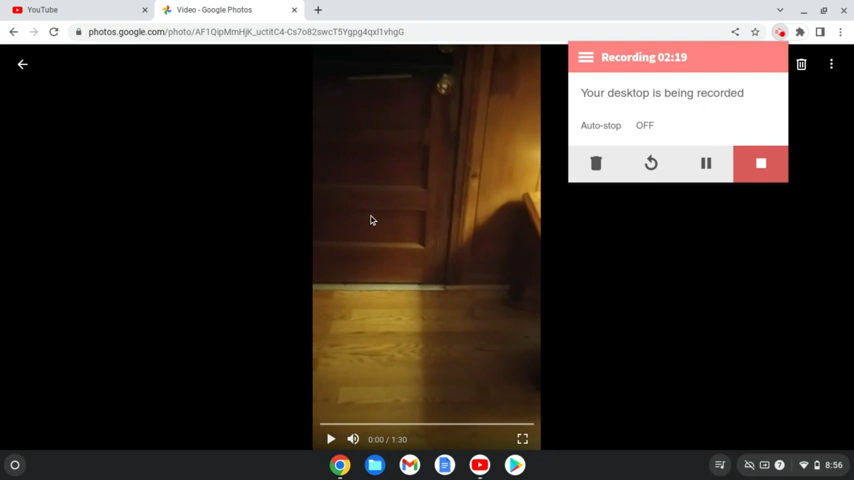 YouTube
Video - Google Photos
photos.google.com/photo/AF1QipMmHjK_uctitC4-Cs7o82swcT5Ygpg4qxl1vhgG
Recording 02:19
Your desktop is being recorded
Auto-stop OFF
0:00 / 1:30
8:56